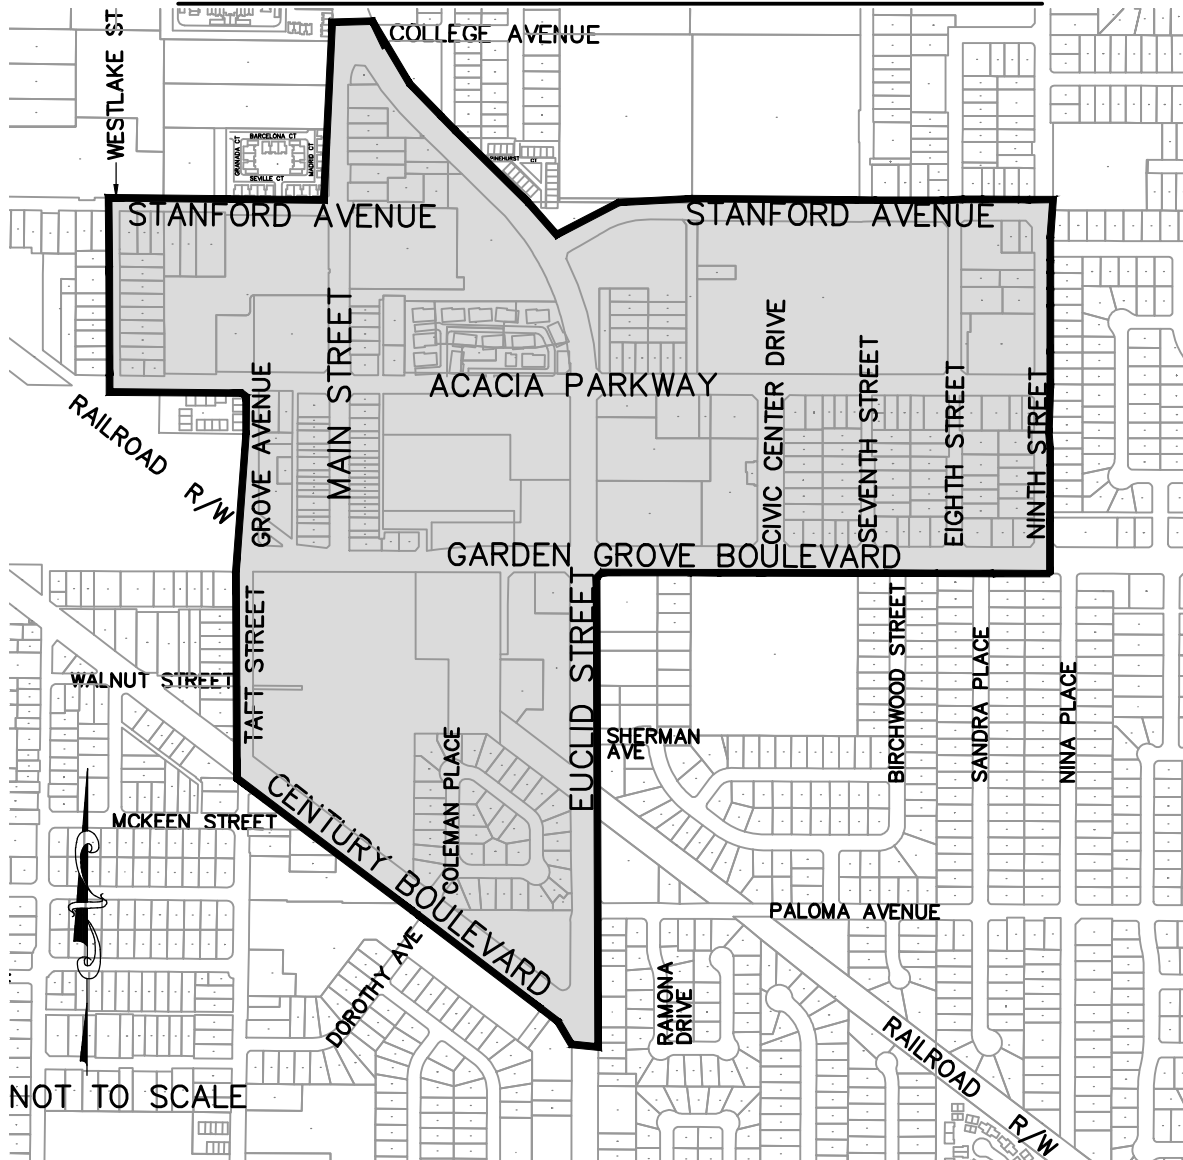 COLLEGE AVENUE
WESTLAKE ST
BARCELONA CT
GRANADA CT
MADRID CT
SEVILLE CT
PINEHURST CT
STANFORD AVENUE
STANFORD AVENUE
MAIN STREET
CIVIC CENTER DRIVE
SEVENTH STREET
EIGHTH STREET
NINTH STREET
GROVE AVENUE
ACACIA PARKWAY
RAILROAD R/W
GARDEN GROVE BOULEVARD
TAFT STREET
EUCLID STREET
BIRCHWOOD STREET
SANDRA PLACE
NINA PLACE
WALNUT STREET
COLEMAN PLACE
SHERMAN
AVE
CENTURY BOULEVARD
MCKEEN STREET
PALOMA AVENUE
DOROTHY AVE
RAMONA
DRIVE
RAILROAD R/W
NOT TO SCALE